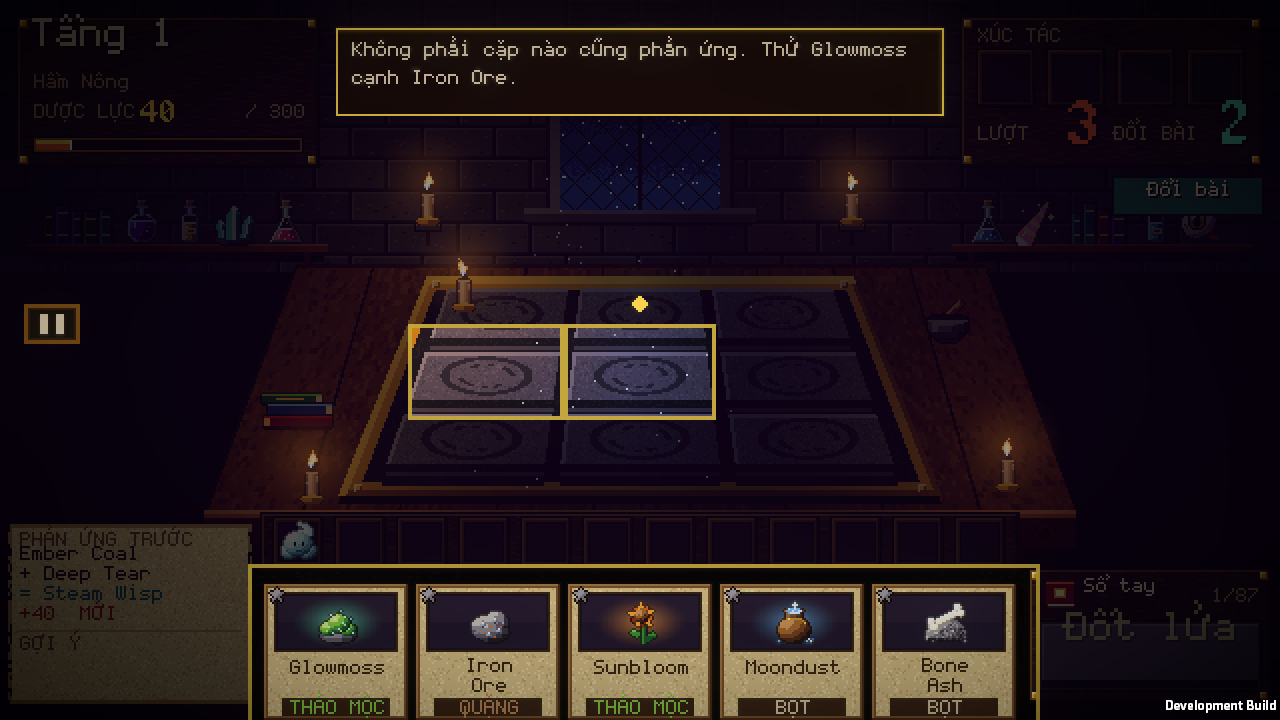 Tầng 1
Hầm Nông
DƯỢC LỰC 40 / 300
Không phải cặp nào cũng phản ứng. Thử Glowmoss
cạnh Iron Ore.
XÚC TÁC
LƯỢT 3 ĐỔI BÀI 2
Đổi bài
PHẢN ỨNG TRƯỚC
Ember Coal
+ Deep Tear
= Steam Wisp
+40 MỚI
GỢI Ý
Glowmoss
THẢO MỘC
Iron
Ore
QUẶNG
Sunbloom
THẢO MỘC
Moondust
BỘT
Bone
Ash
BỘT
Sổ tay
1/87
Đốt lửa
Development Build